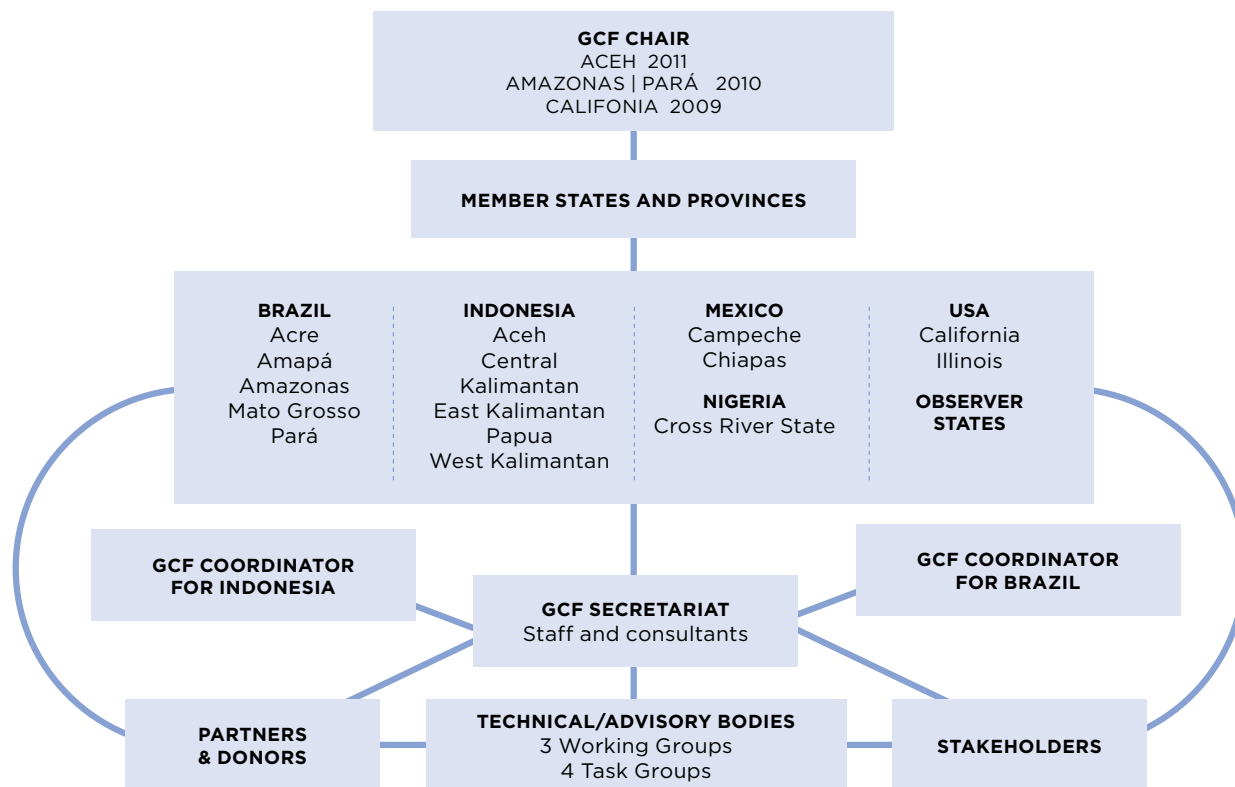 GCF CHAIR
ACEH 2011
AMAZONAS | PARÁ 2010
CALIFONIA 2009
MEMBER STATES AND PROVINCES
BRAZIL
Acre
Amapá
Amazonas
Mato Grosso
Pará
INDONESIA
Aceh
Central
Kalimantan
East Kalimantan
Papua
West Kalimantan
MEXICO
Campeche
Chiapas
NIGERIA
Cross River State
USA
California
Illinois
OBSERVER
STATES
GCF COORDINATOR
FOR INDONESIA
GCF COORDINATOR
FOR BRAZIL
GCF SECRETARIAT
Staff and consultants
PARTNERS
& DONORS
TECHNICAL/ADVISORY BODIES
3 Working Groups
4 Task Groups
STAKEHOLDERS